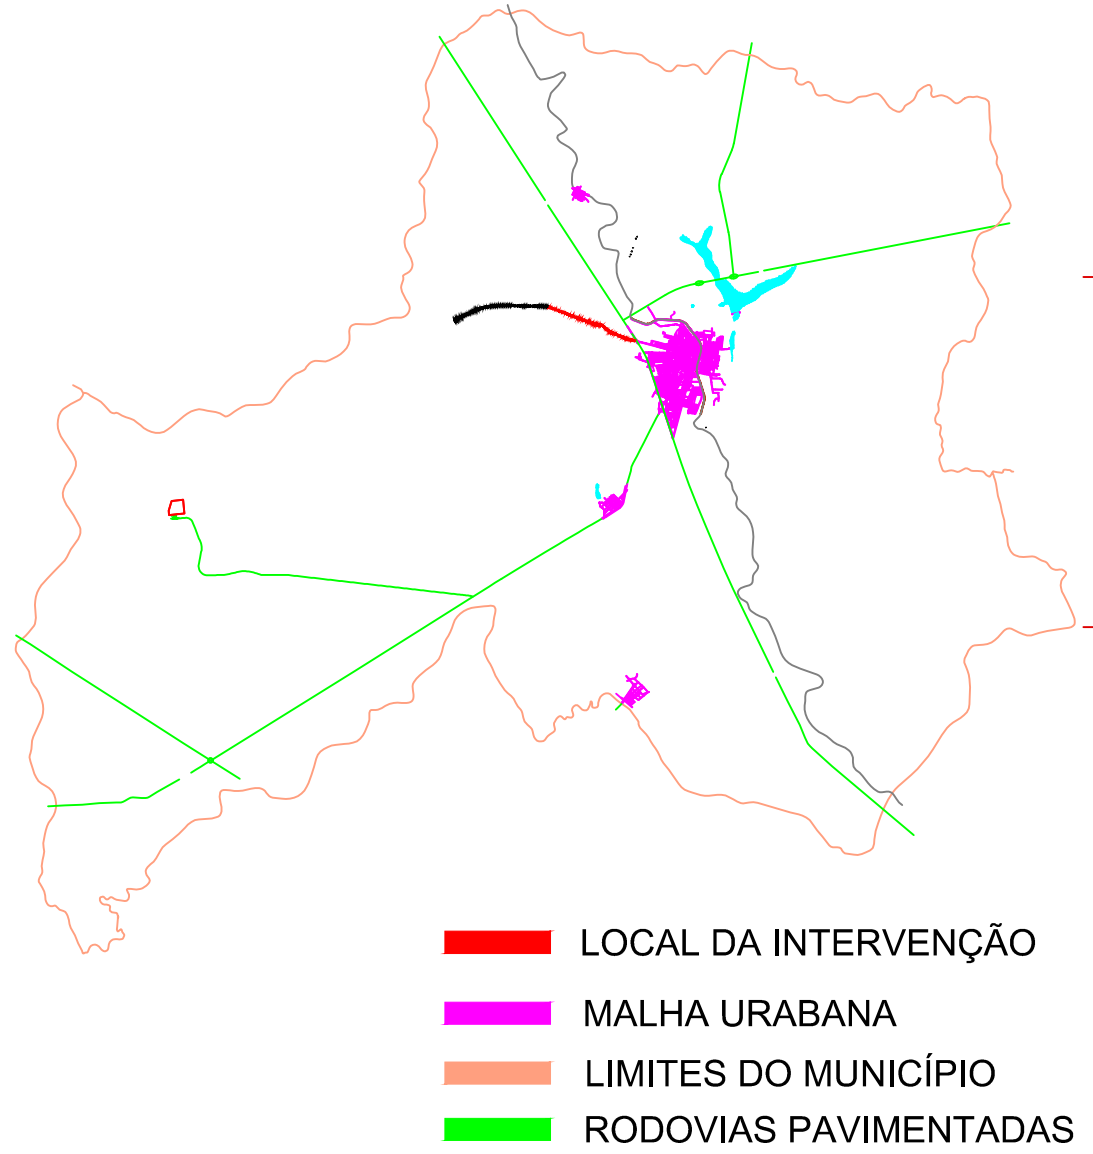 LOCAL DA INTERVENÇÃO
MALHA URABANA
LIMITES DO MUNICÍPIO
RODOVIAS PAVIMENTADAS